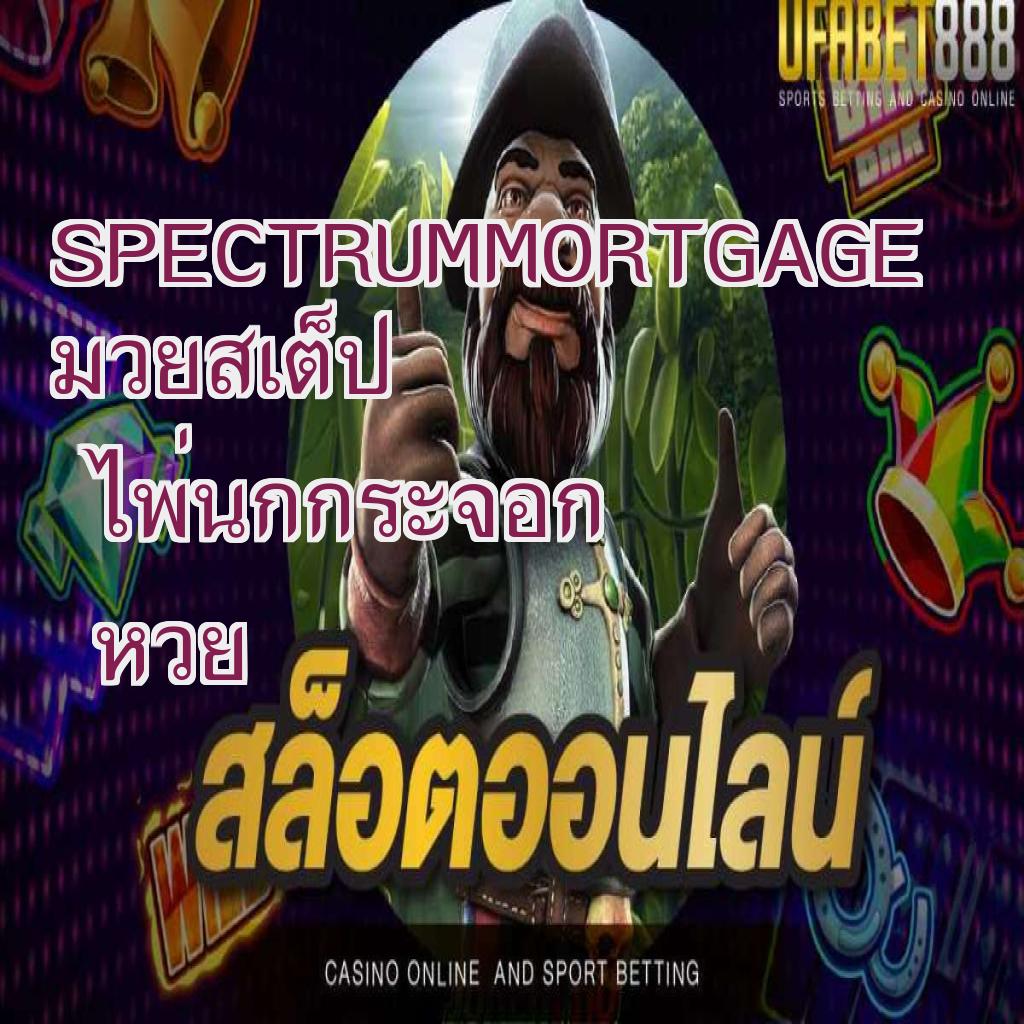 UFABET888
SPORTS BETTING AND CASINO ONLINE
BAR
SPECTRUMMORTGAGE
มวยสเต็ป
ไพ่นกกระจอก
หวย
สล็อตออนไลน์
CASINO ONLINE AND SPORT BETTING